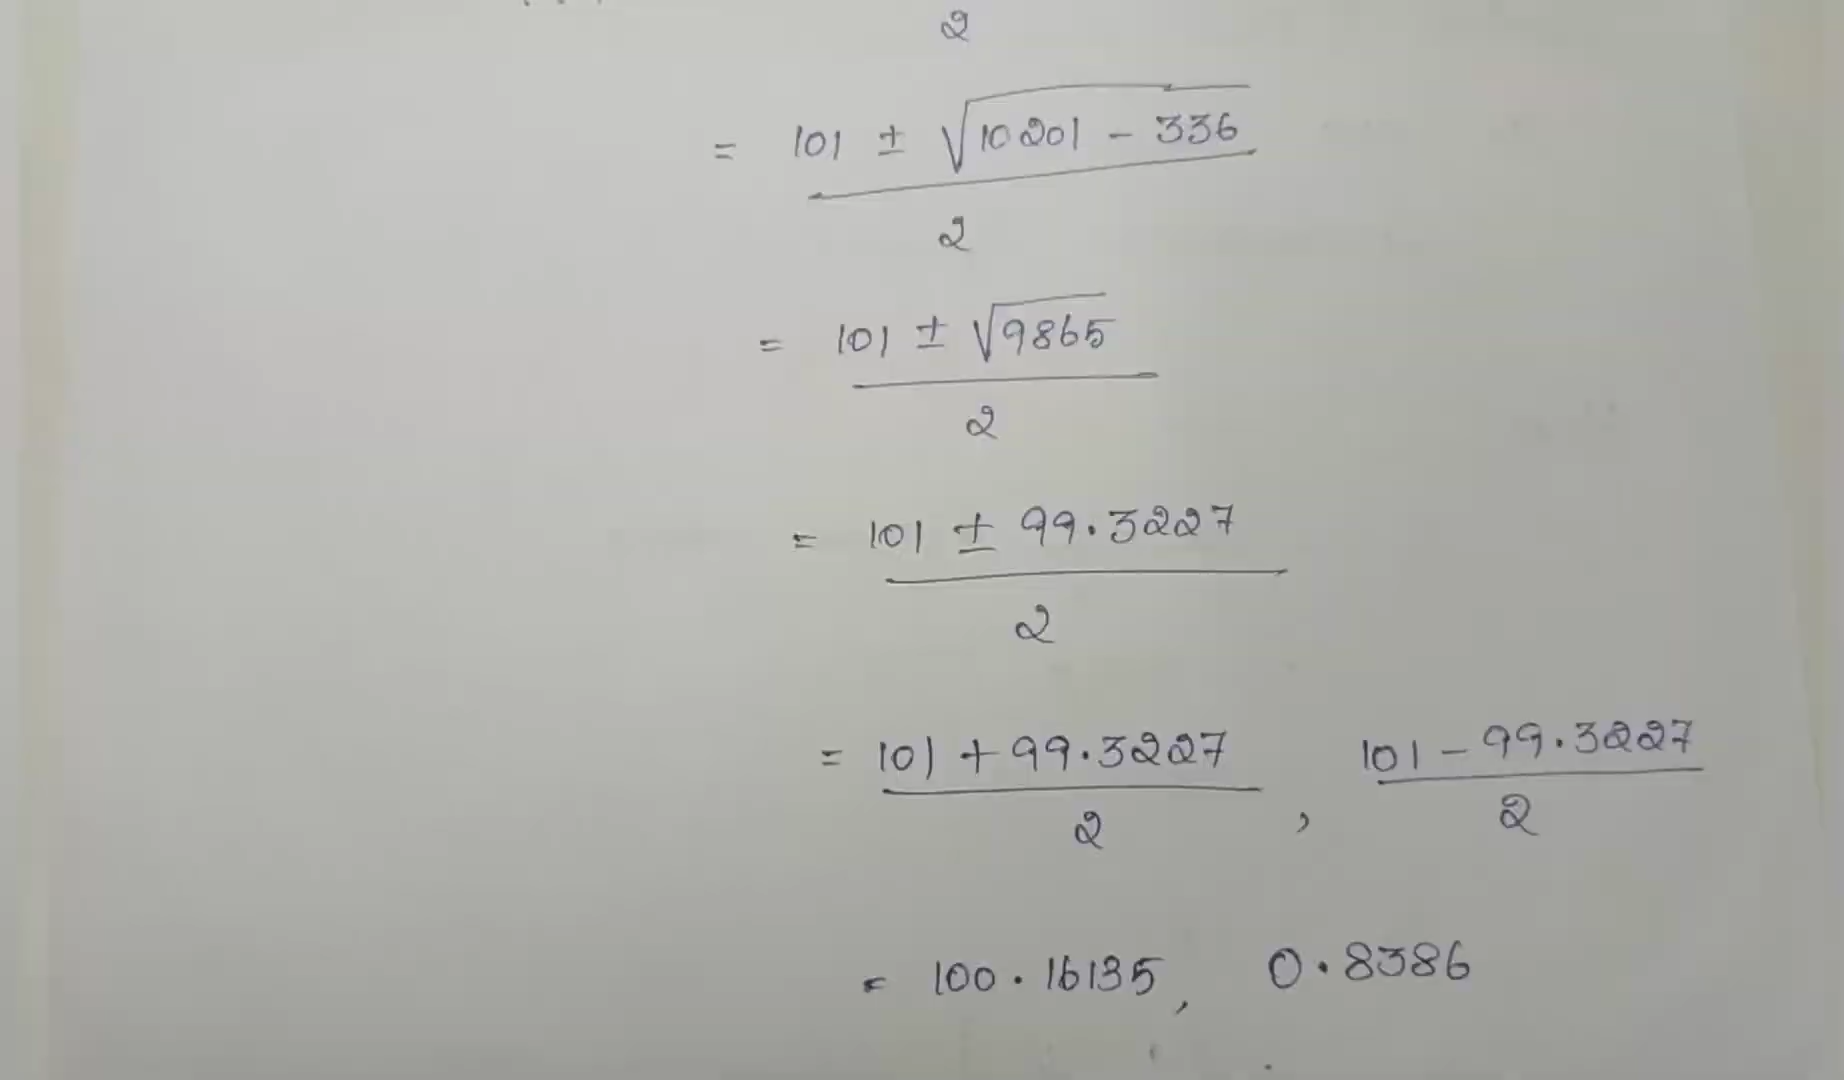 2
= 101 ± √10201 - 336
2
= 101 ± √9865
2
= 101 ± 99.3227
2
= 101 + 99.3227 , 101 - 99.3227
2 2
= 100.16135, 0.8386